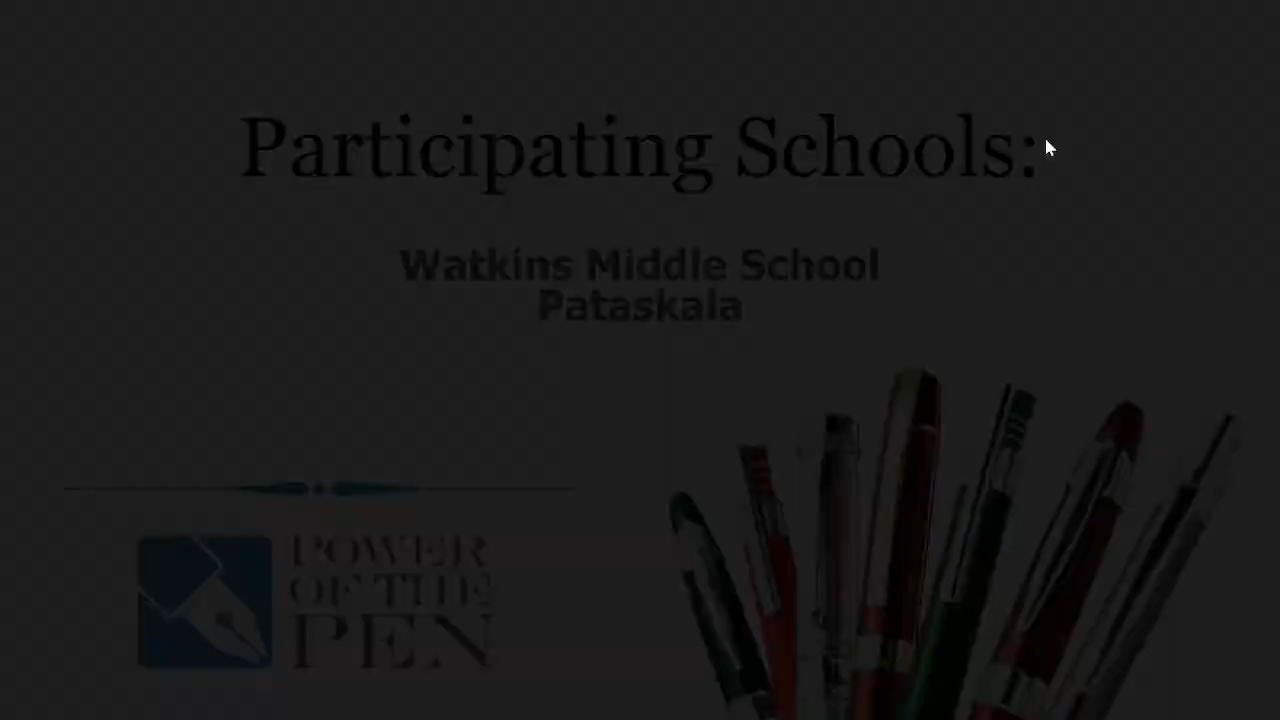 Participating Schools:
Watkins Middle School
Pataskala
POWER
OF THE
PEN